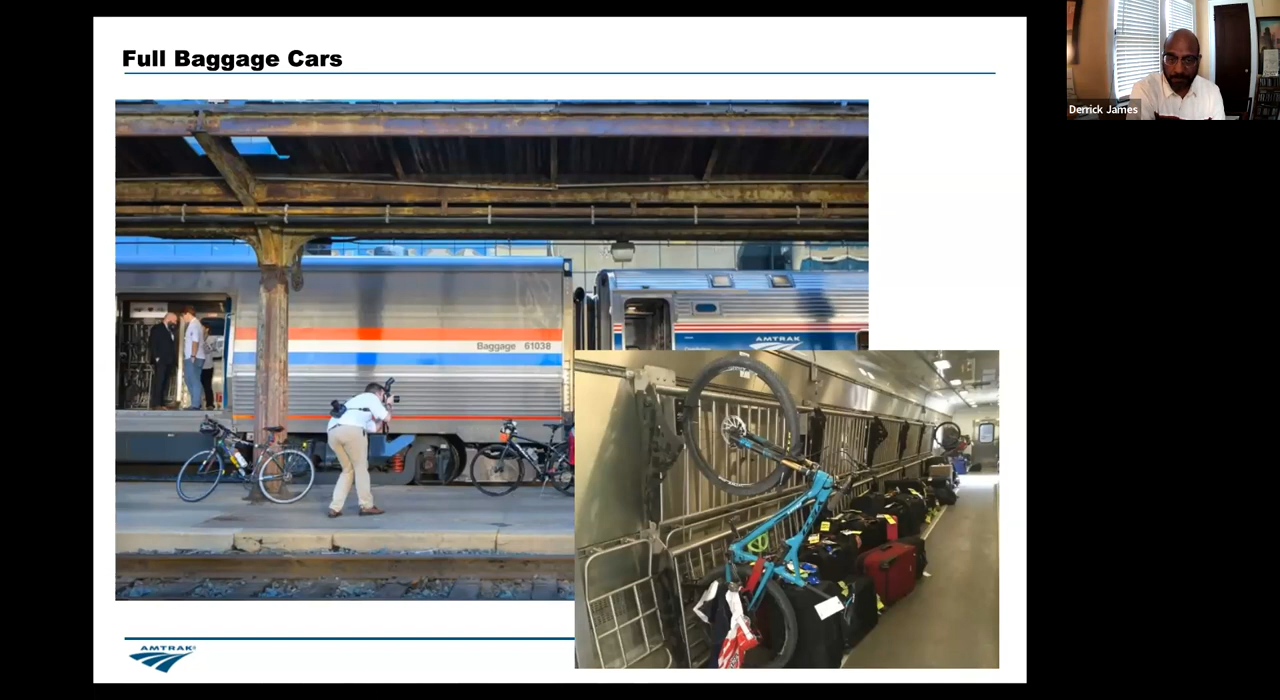 Full Baggage Cars
Derrick James
Baggage 61038
AMTRAK
AMTRAK